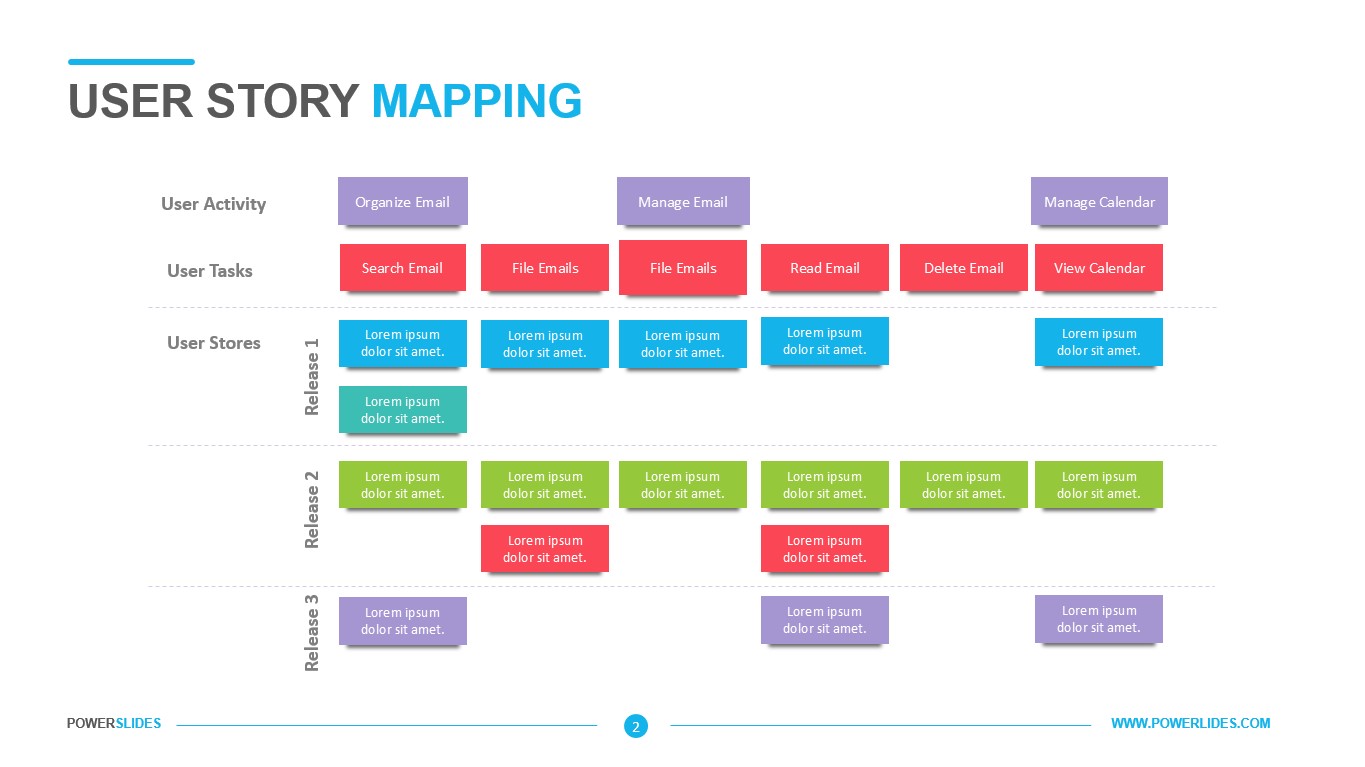 USER STORY MAPPING
User Activity
Organize Email
Manage Email
Manage Calendar
User Tasks
Search Email
File Emails
File Emails
Read Email
Delete Email
View Calendar
User Stores
Release 1
Lorem ipsum
dolor sit amet.
Lorem ipsum
dolor sit amet.
Lorem ipsum
dolor sit amet.
Lorem ipsum
dolor sit amet.
Lorem ipsum
dolor sit amet.
Lorem ipsum
dolor sit amet.
Release 2
Lorem ipsum
dolor sit amet.
Lorem ipsum
dolor sit amet.
Lorem ipsum
dolor sit amet.
Lorem ipsum
dolor sit amet.
Lorem ipsum
dolor sit amet.
Lorem ipsum
dolor sit amet.
Lorem ipsum
dolor sit amet.
Lorem ipsum
dolor sit amet.
Release 3
Lorem ipsum
dolor sit amet.
Lorem ipsum
dolor sit amet.
Lorem ipsum
dolor sit amet.
POWERSLIDES
2
WWW.POWERLIDES.COM